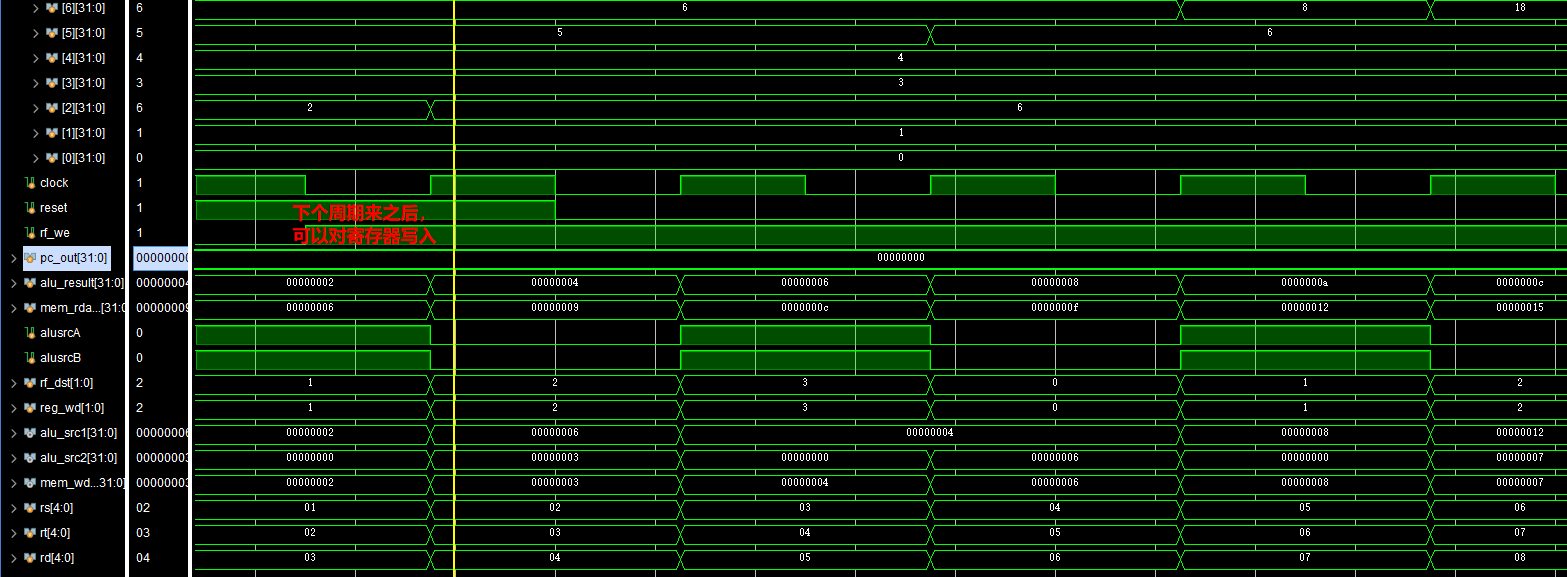 [6][31:0] 6 6 8 18
[5][31:0] 5 5 6
[4][31:0] 4 4
[3][31:0] 3 3
[2][31:0] 6 2 6
[1][31:0] 1 1
[0][31:0] 0 0
clock 1
reset 1
下个周期来之后，
rf_we 1
可以对寄存器写入
pc_out[31:0] 00000000 00000000
alu_result[31:0] 00000004 00000002 00000004 00000006 00000008 0000000a 0000000c
mem_rda...[31:0 00000009 00000006 00000009 0000000c 0000000f 00000012 00000015
alusrcA 0
alusrcB 0
rf_dst[1:0] 2 1 2 3 0 1 2
reg_wd[1:0] 2 1 2 3 0 1 2
alu_src1[31:0] 00000006 00000002 00000006 00000004 00000008 00000012
alu_src2[31:0] 00000003 00000000 00000003 00000000 00000006 00000000 00000007
mem_wd...31:0] 00000003 00000002 00000003 00000004 00000006 00000008 00000007
rs[4:0] 02 01 02 03 04 05 06
rt[4:0] 03 02 03 04 05 06 07
rd[4:0] 04 03 04 05 06 07 08